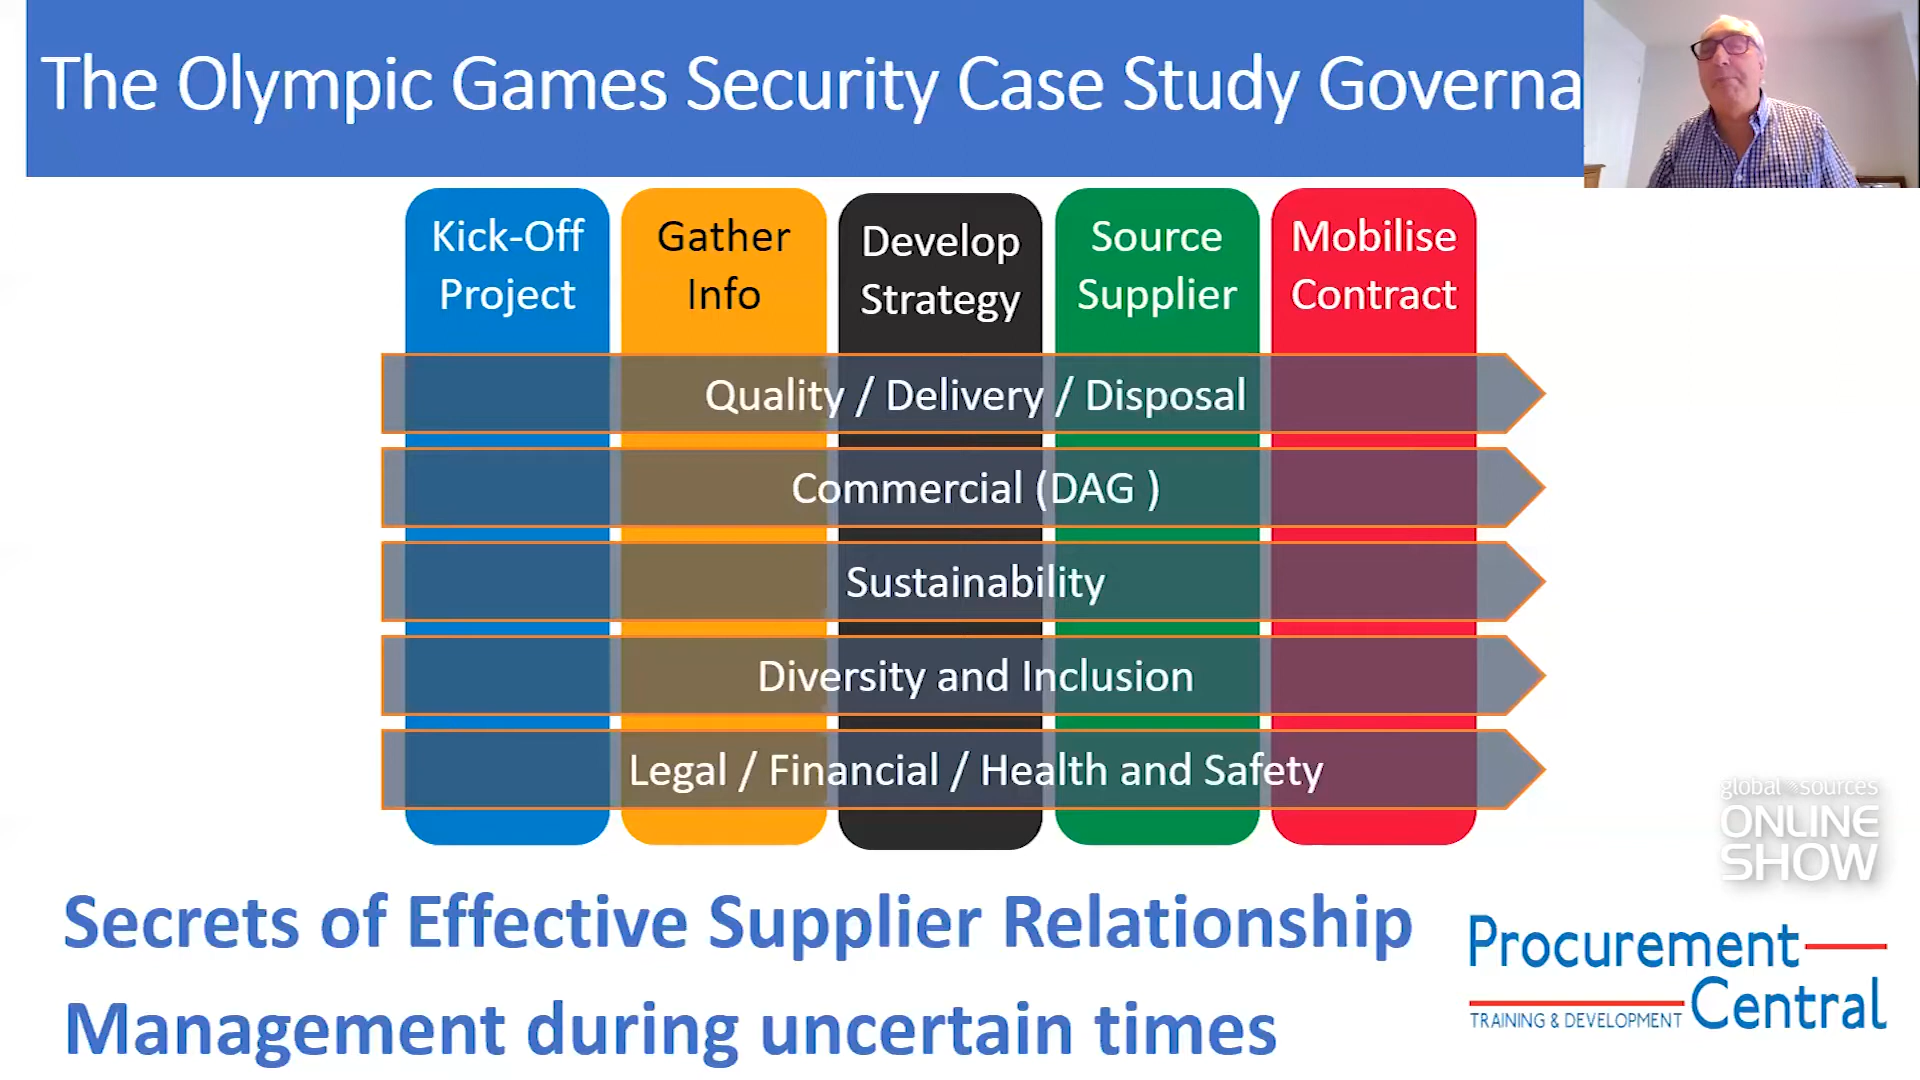 The Olympic Games Security Case Study Governa
Kick-Off
Project
Gather
Info
Develop
Strategy
Source
Supplier
Mobilise
Contract
Quality / Delivery / Disposal
Commercial (DAG )
Sustainability
Diversity and Inclusion
Legal / Financial / Health and Safety
global sources
ONLINE
SHOW
Secrets of Effective Supplier Relationship
Management during uncertain times
Procurement
Central
TRAINING & DEVELOPMENT